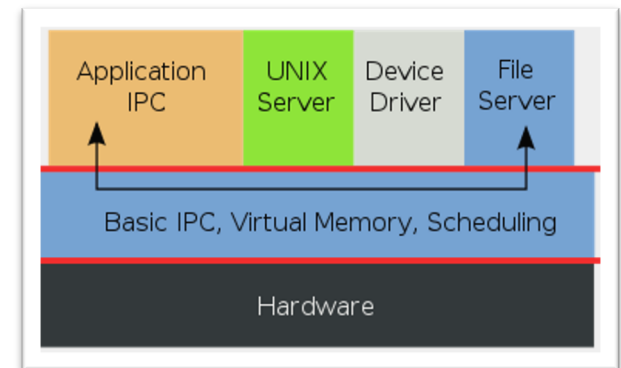 Application
IPC
UNIX
Server
Device
Driver
File
Server
Basic IPC, Virtual Memory, Scheduling
Hardware